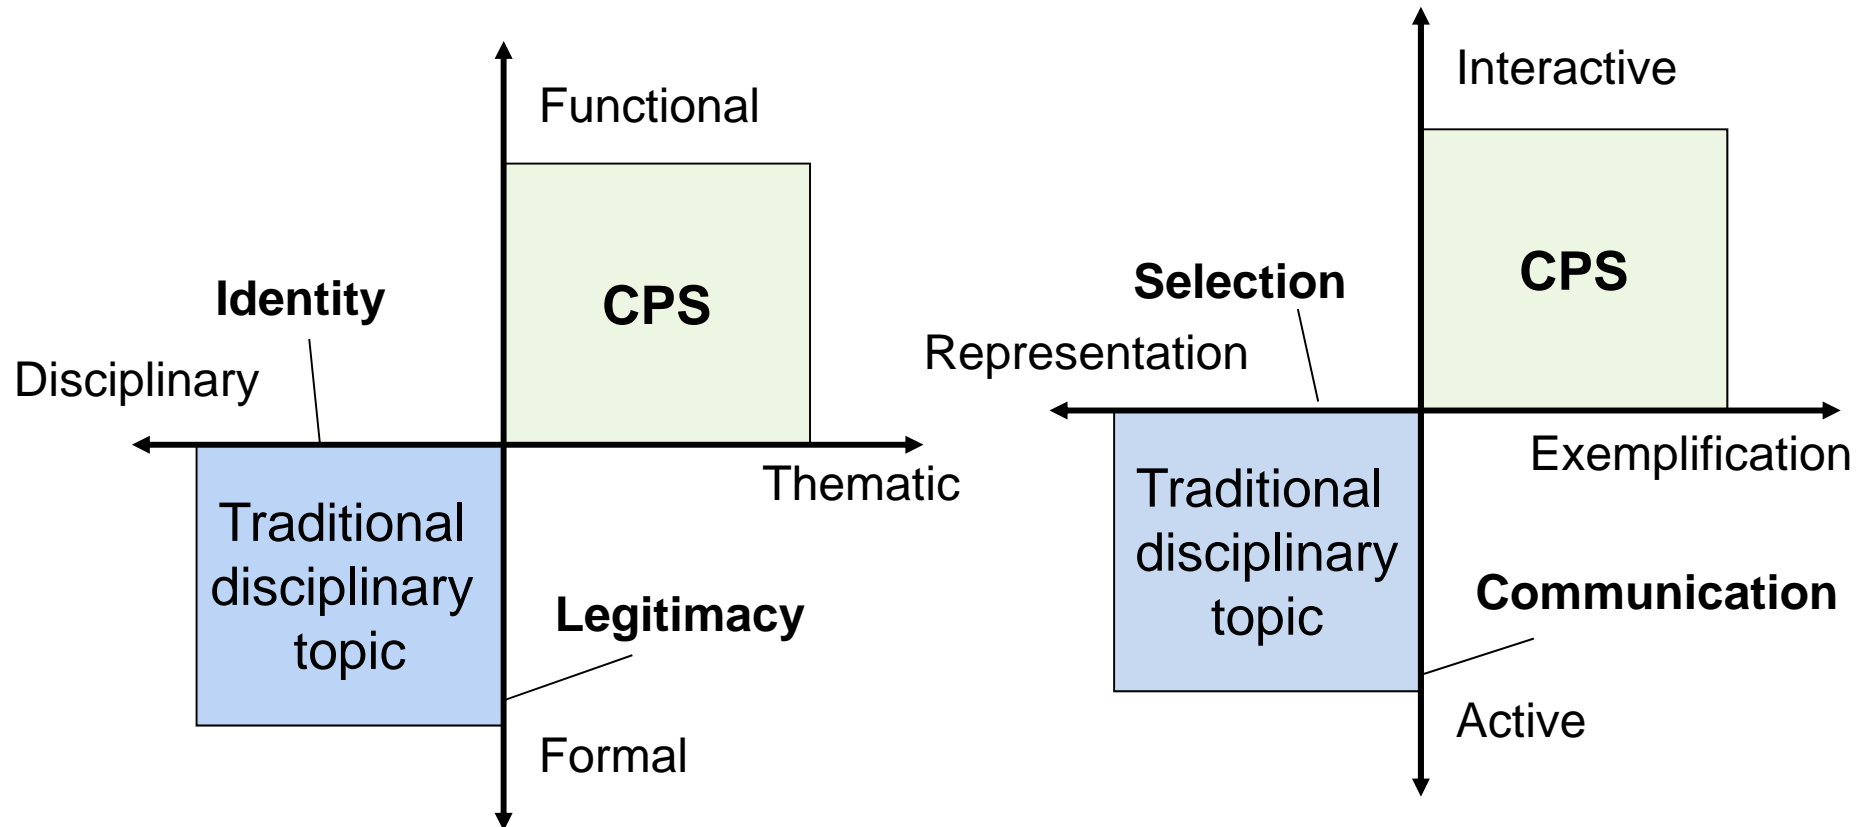 Functional
CPS
Identity
Disciplinary
Thematic
Traditional
disciplinary
topic
Legitimacy
Formal
Interactive
CPS
Selection
Representation
Exemplification
Traditional
disciplinary
topic
Communication
Active